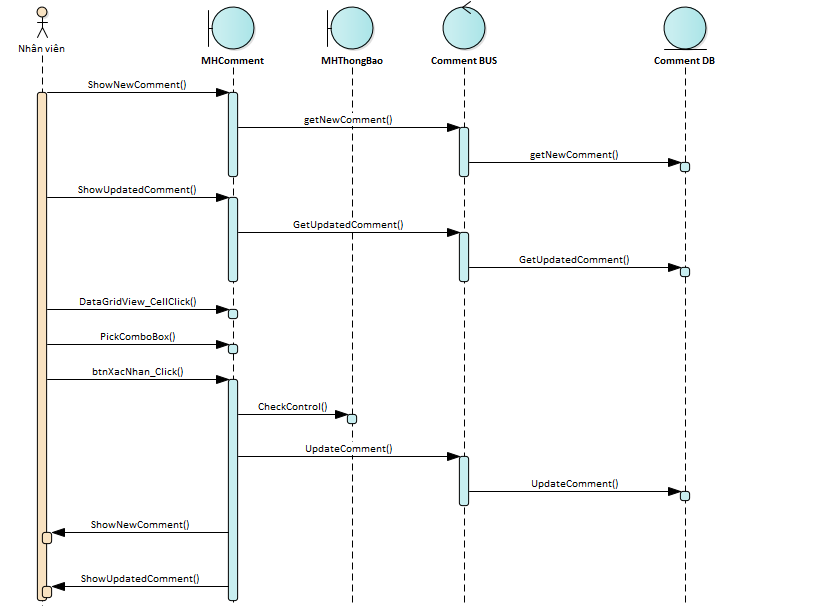 Nhân viên
MHComment
MHThongBao
Comment BUS
Comment DB
ShowNewComment()
getNewComment()
getNewComment()
ShowUpdatedComment()
GetUpdatedComment()
GetUpdatedComment()
DataGridView_CellClick()
PickComboBox()
btnXacNhan_Click()
CheckControl()
UpdateComment()
UpdateComment()
ShowNewComment()
ShowUpdatedComment()